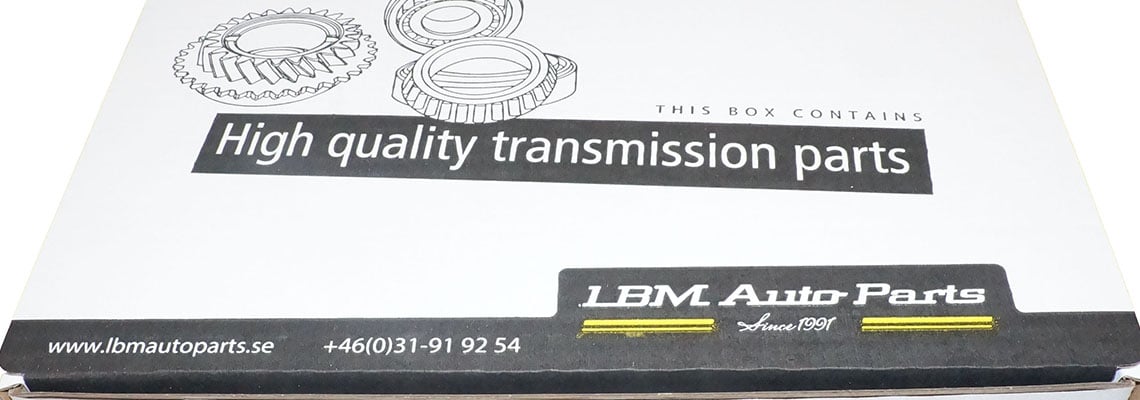 THIS BOX CONTAINS
High quality transmission parts
LBM Auto Parts
Since 1991
www.lbmautoparts.se +46(0)31-91 92 54